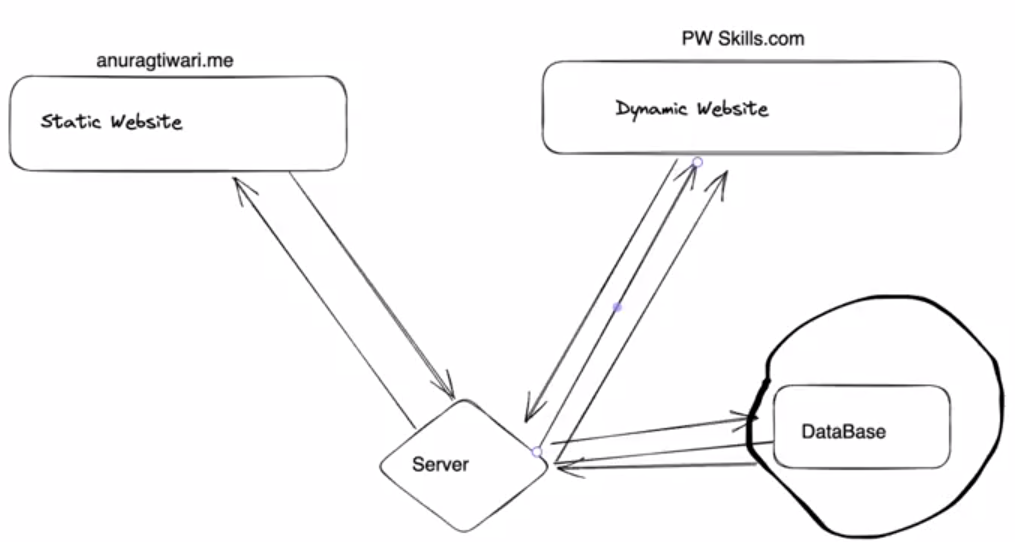 anuragtiwari.me
Static Website
PW Skills.com
Dynamic Website
Server
DataBase